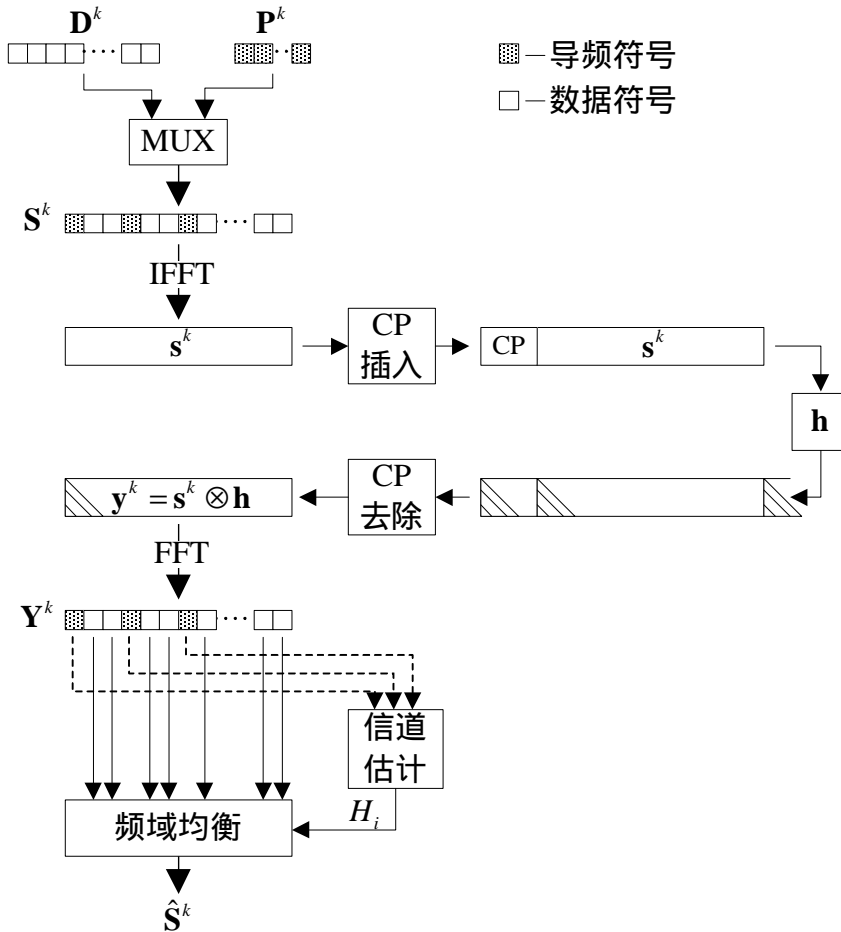 D^k
P^k
—导频符号
—数据符号
MUX
S^k
IFFT
s^k
CP
插入
CP
s^k
h
y^k = s^k ⊗ h
CP
去除
FFT
Y^k
信道
估计
H_i
频域均衡
Ŝ^k